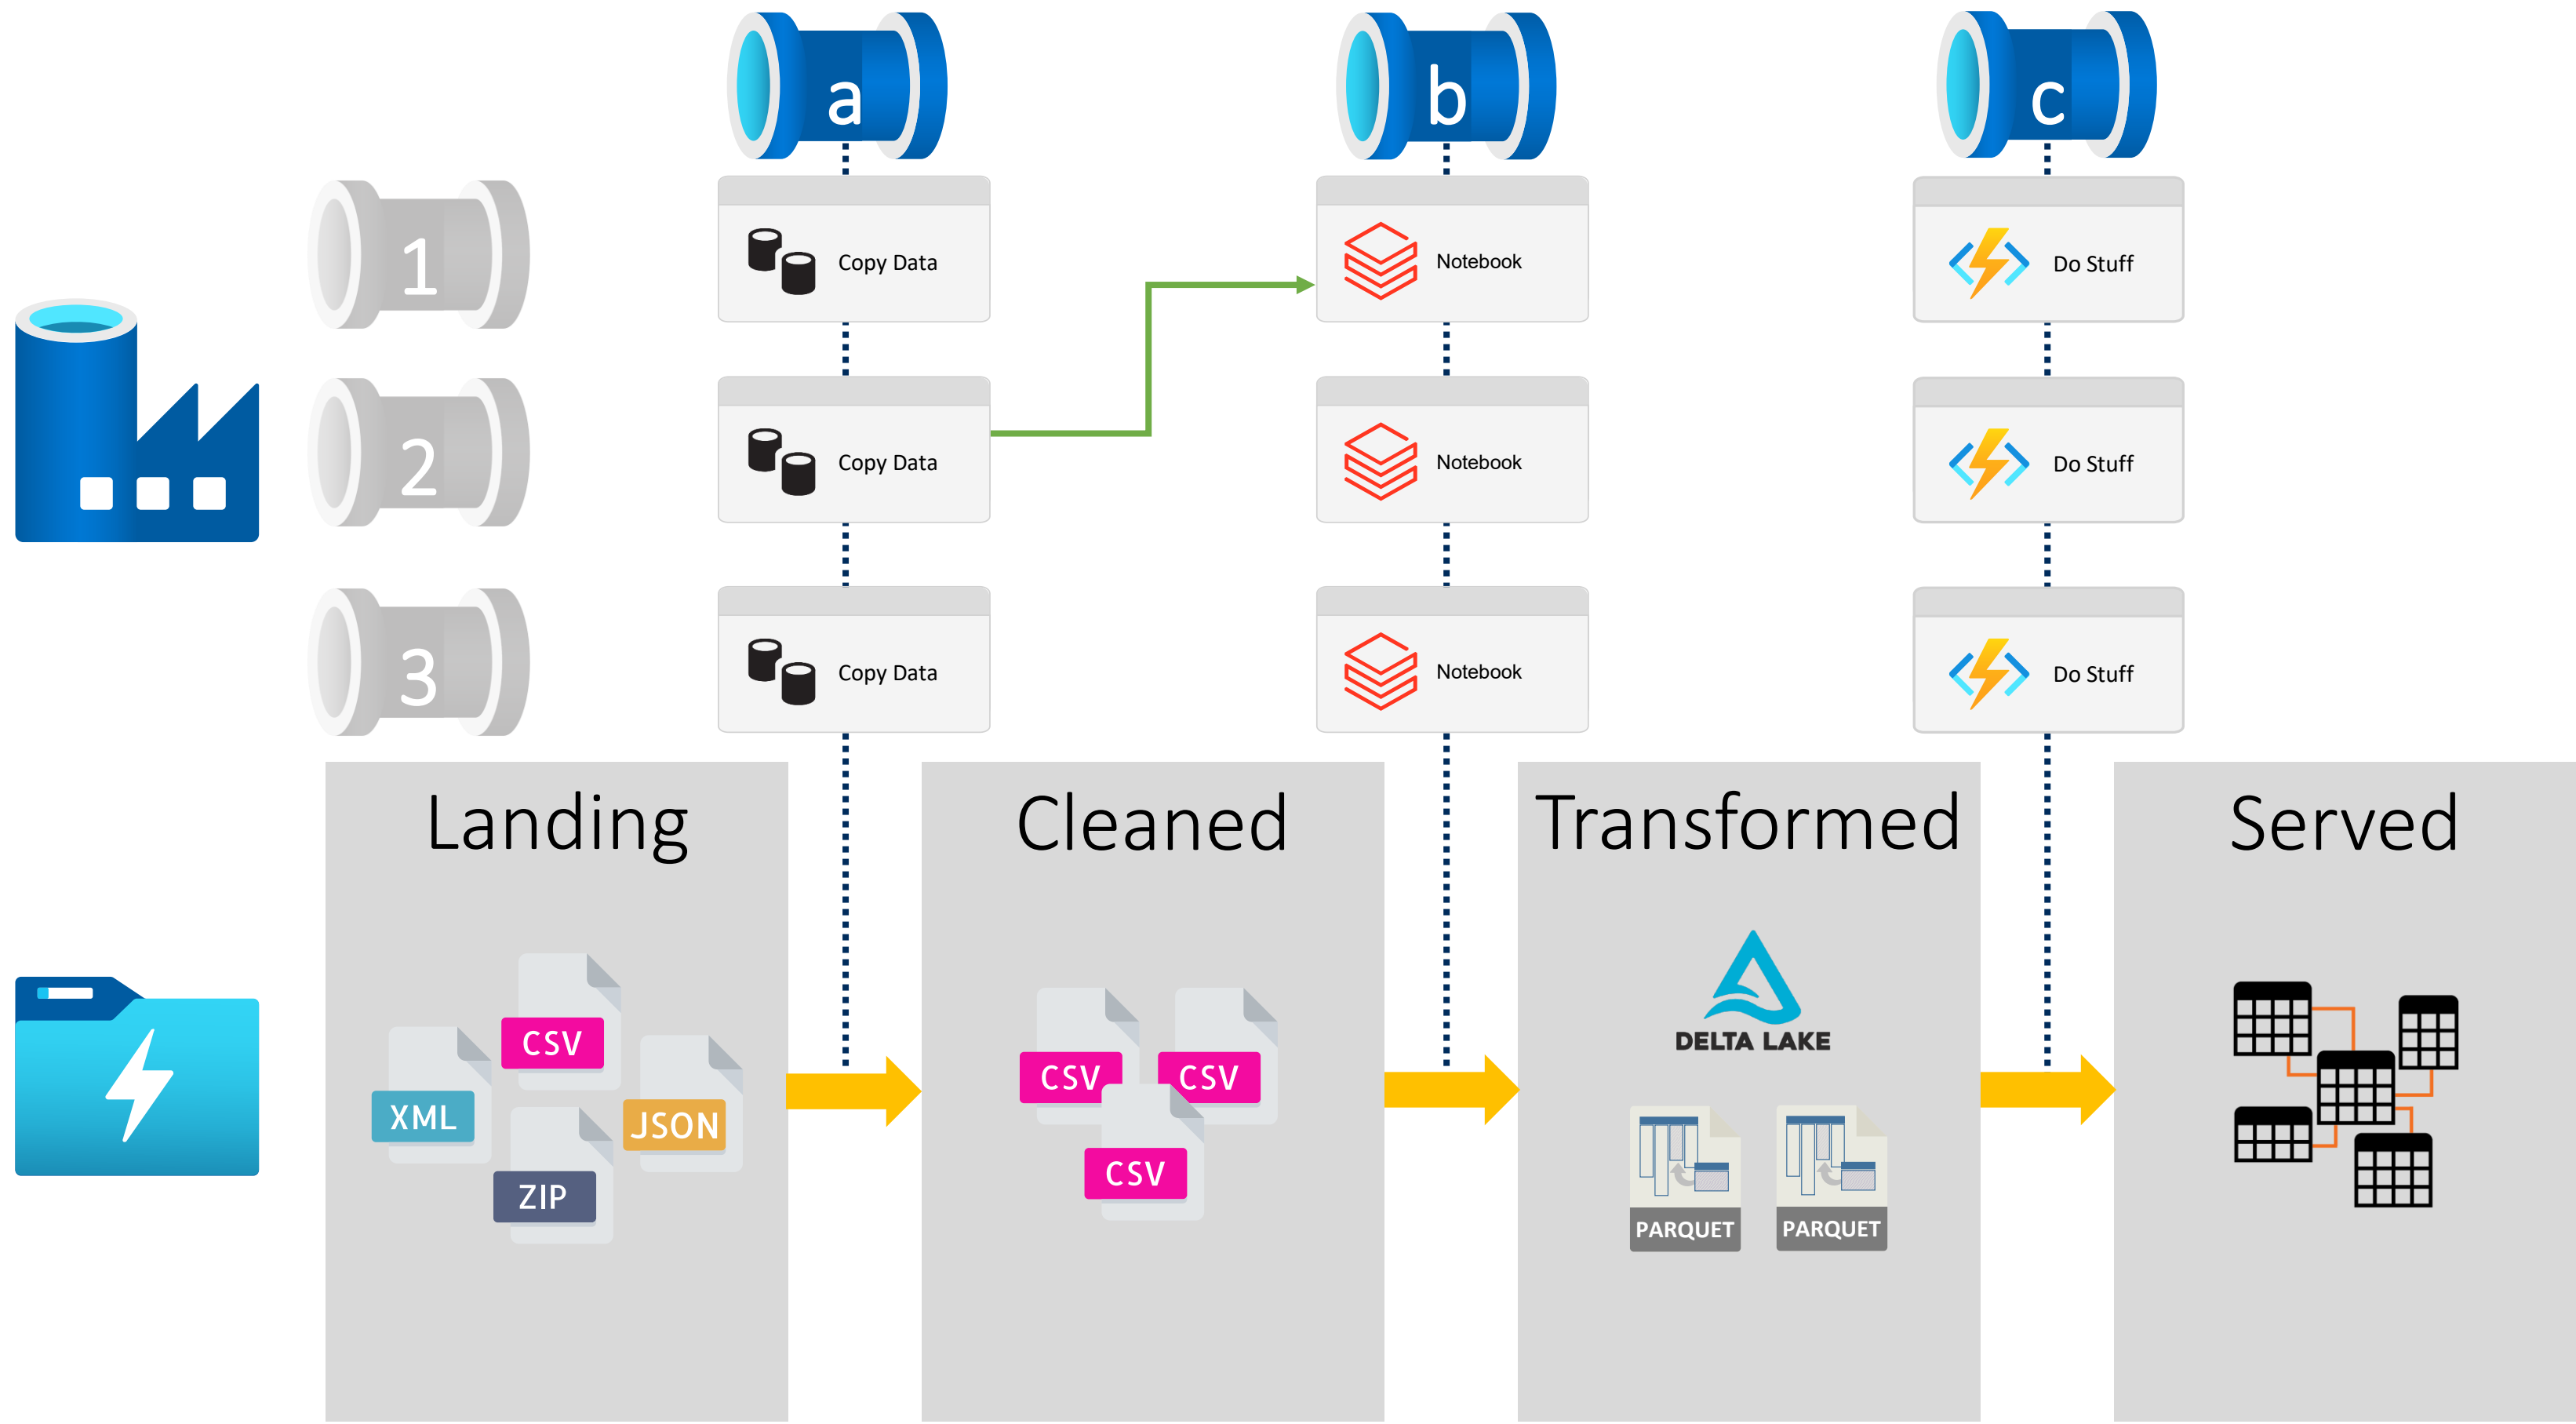 a
b
c
1
Copy Data
Notebook
Do Stuff
2
Copy Data
Notebook
Do Stuff
3
Copy Data
Notebook
Do Stuff
Landing
Cleaned
Transformed
Served
CSV
XML
JSON
ZIP
CSV
CSV
CSV
DELTA LAKE
PARQUET
PARQUET